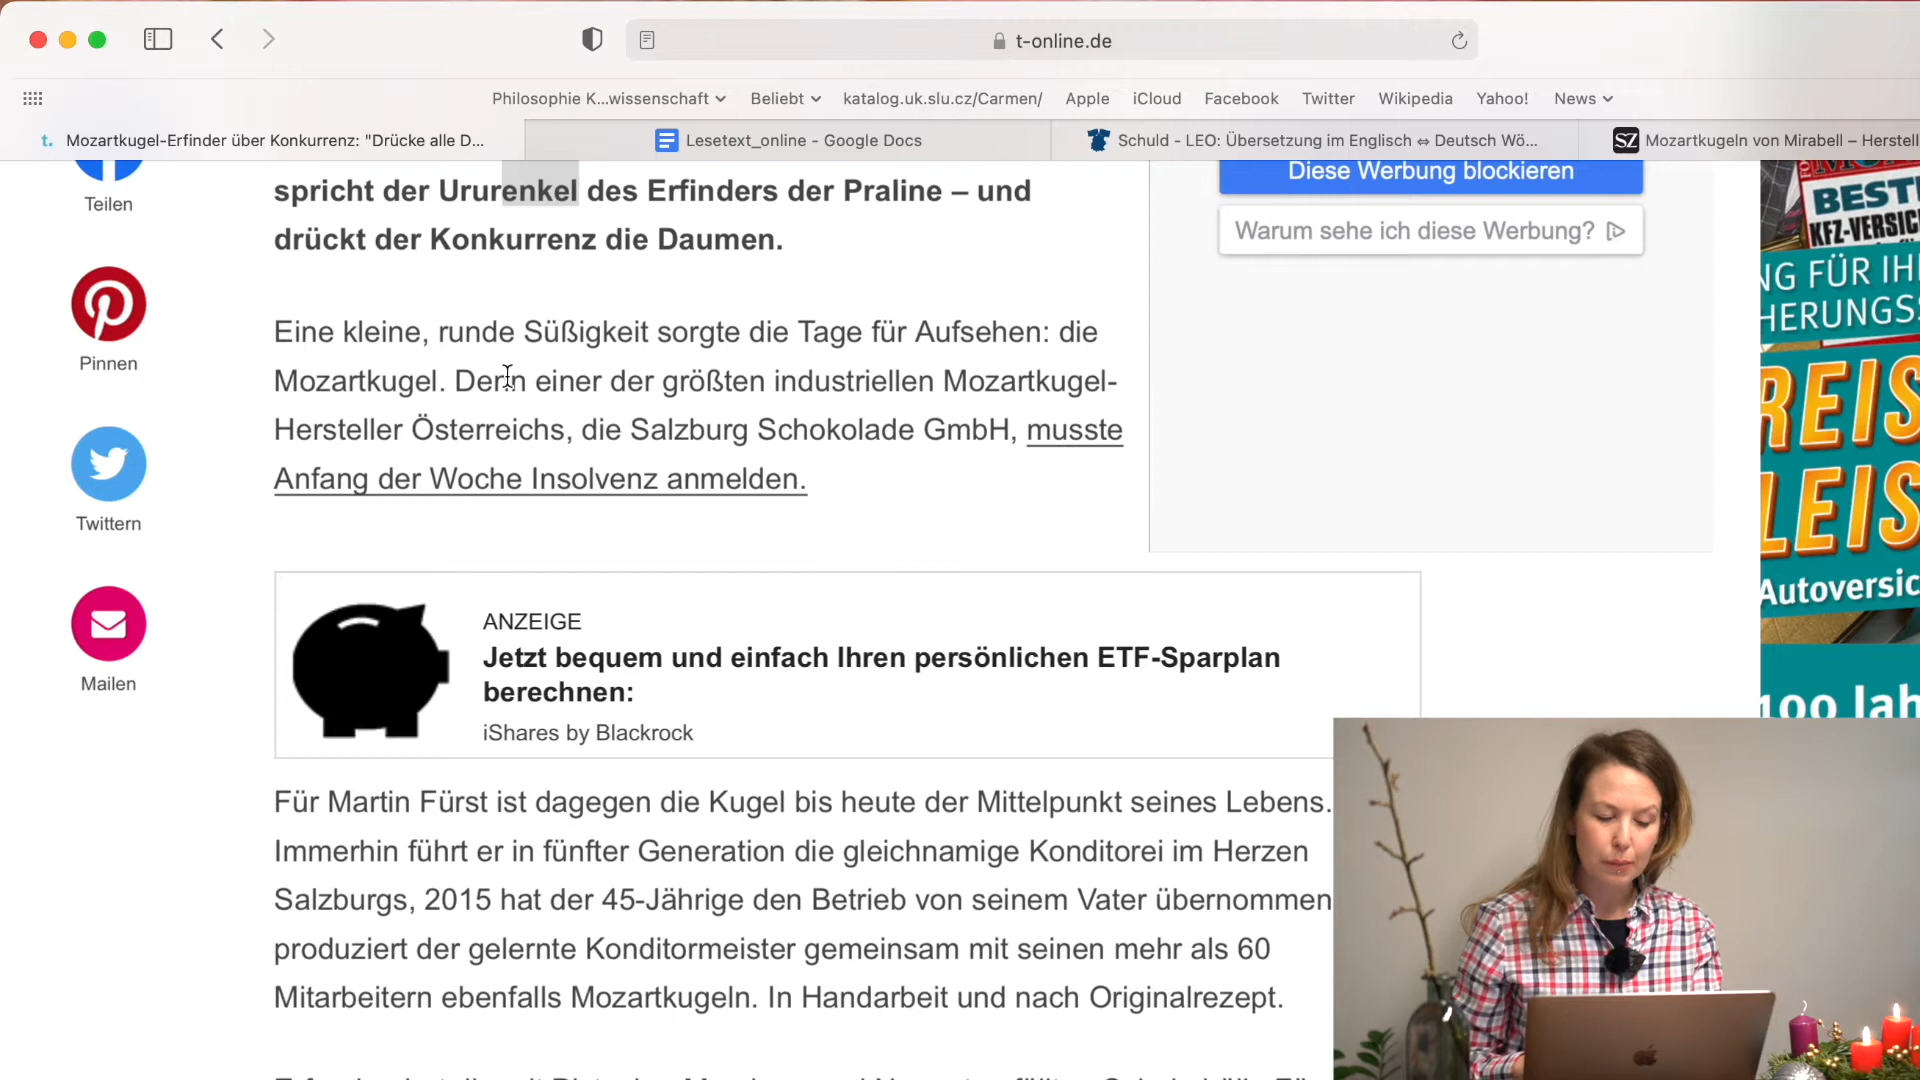 t-online.de
Philosophie K...wissenschaft
Beliebt
katalog.uk.slu.cz/Carmen/
Apple
iCloud
Facebook
Twitter
Wikipedia
Yahoo!
News
t. Mozartkugel-Erfinder über Konkurrenz: "Drücke alle D...
Lesetext_online - Google Docs
Schuld - LEO: Übersetzung im Englisch ⇔ Deutsch Wö...
SZ Mozartkugeln von Mirabell – Herstell
Teilen
spricht der Ururenkel des Erfinders der Praline – und
drückt der Konkurrenz die Daumen.
Diese Werbung blockieren
Warum sehe ich diese Werbung?
Pinnen
Eine kleine, runde Süßigkeit sorgte die Tage für Aufsehen: die
Mozartkugel. Denn einer der größten industriellen Mozartkugel-
Hersteller Österreichs, die Salzburg Schokolade GmbH, musste
Anfang der Woche Insolvenz anmelden.
Twittern
Mailen
ANZEIGE
Jetzt bequem und einfach Ihren persönlichen ETF-Sparplan
berechnen:
iShares by Blackrock
Für Martin Fürst ist dagegen die Kugel bis heute der Mittelpunkt seines Lebens.
Immerhin führt er in fünfter Generation die gleichnamige Konditorei im Herzen
Salzburgs, 2015 hat der 45-Jährige den Betrieb von seinem Vater übernommen
produziert der gelernte Konditormeister gemeinsam mit seinen mehr als 60
Mitarbeitern ebenfalls Mozartkugeln. In Handarbeit und nach Originalrezept.
BEST
KFZ-VERSIC
NG FÜR IH
HERUNGSS
REIS
LEIS
Autoversic
100 Jah